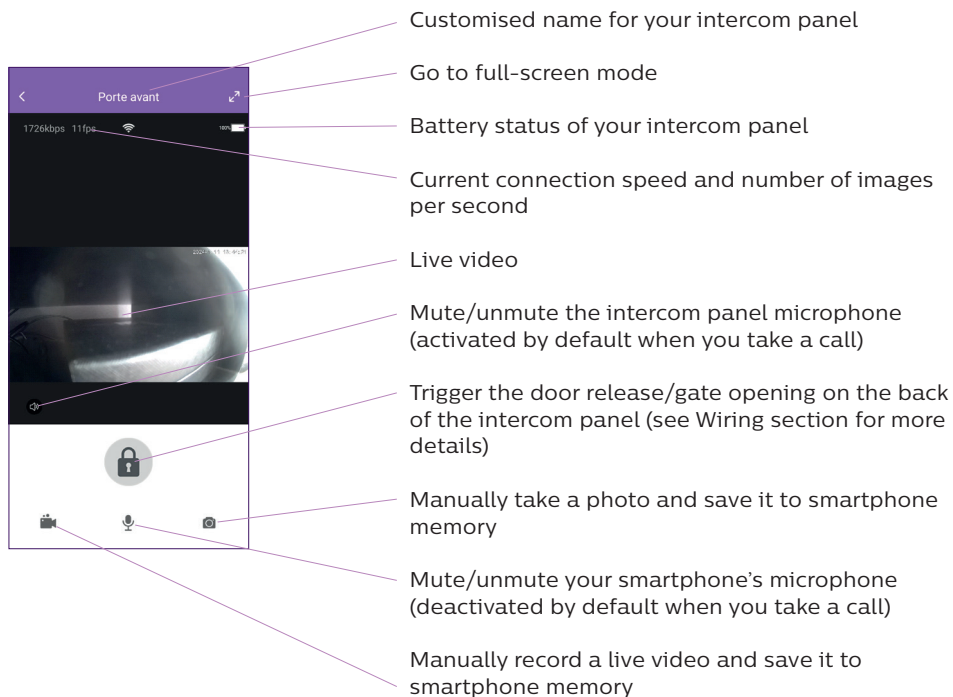 Customised name for your intercom panel
Go to full-screen mode
Porte avant
Battery status of your intercom panel
1726kbps 11fps
100%
Current connection speed and number of images
per second
Live video
Mute/unmute the intercom panel microphone
(activated by default when you take a call)
Trigger the door release/gate opening on the back
of the intercom panel (see Wiring section for more
details)
Manually take a photo and save it to smartphone
memory
Mute/unmute your smartphone's microphone
(deactivated by default when you take a call)
Manually record a live video and save it to
smartphone memory